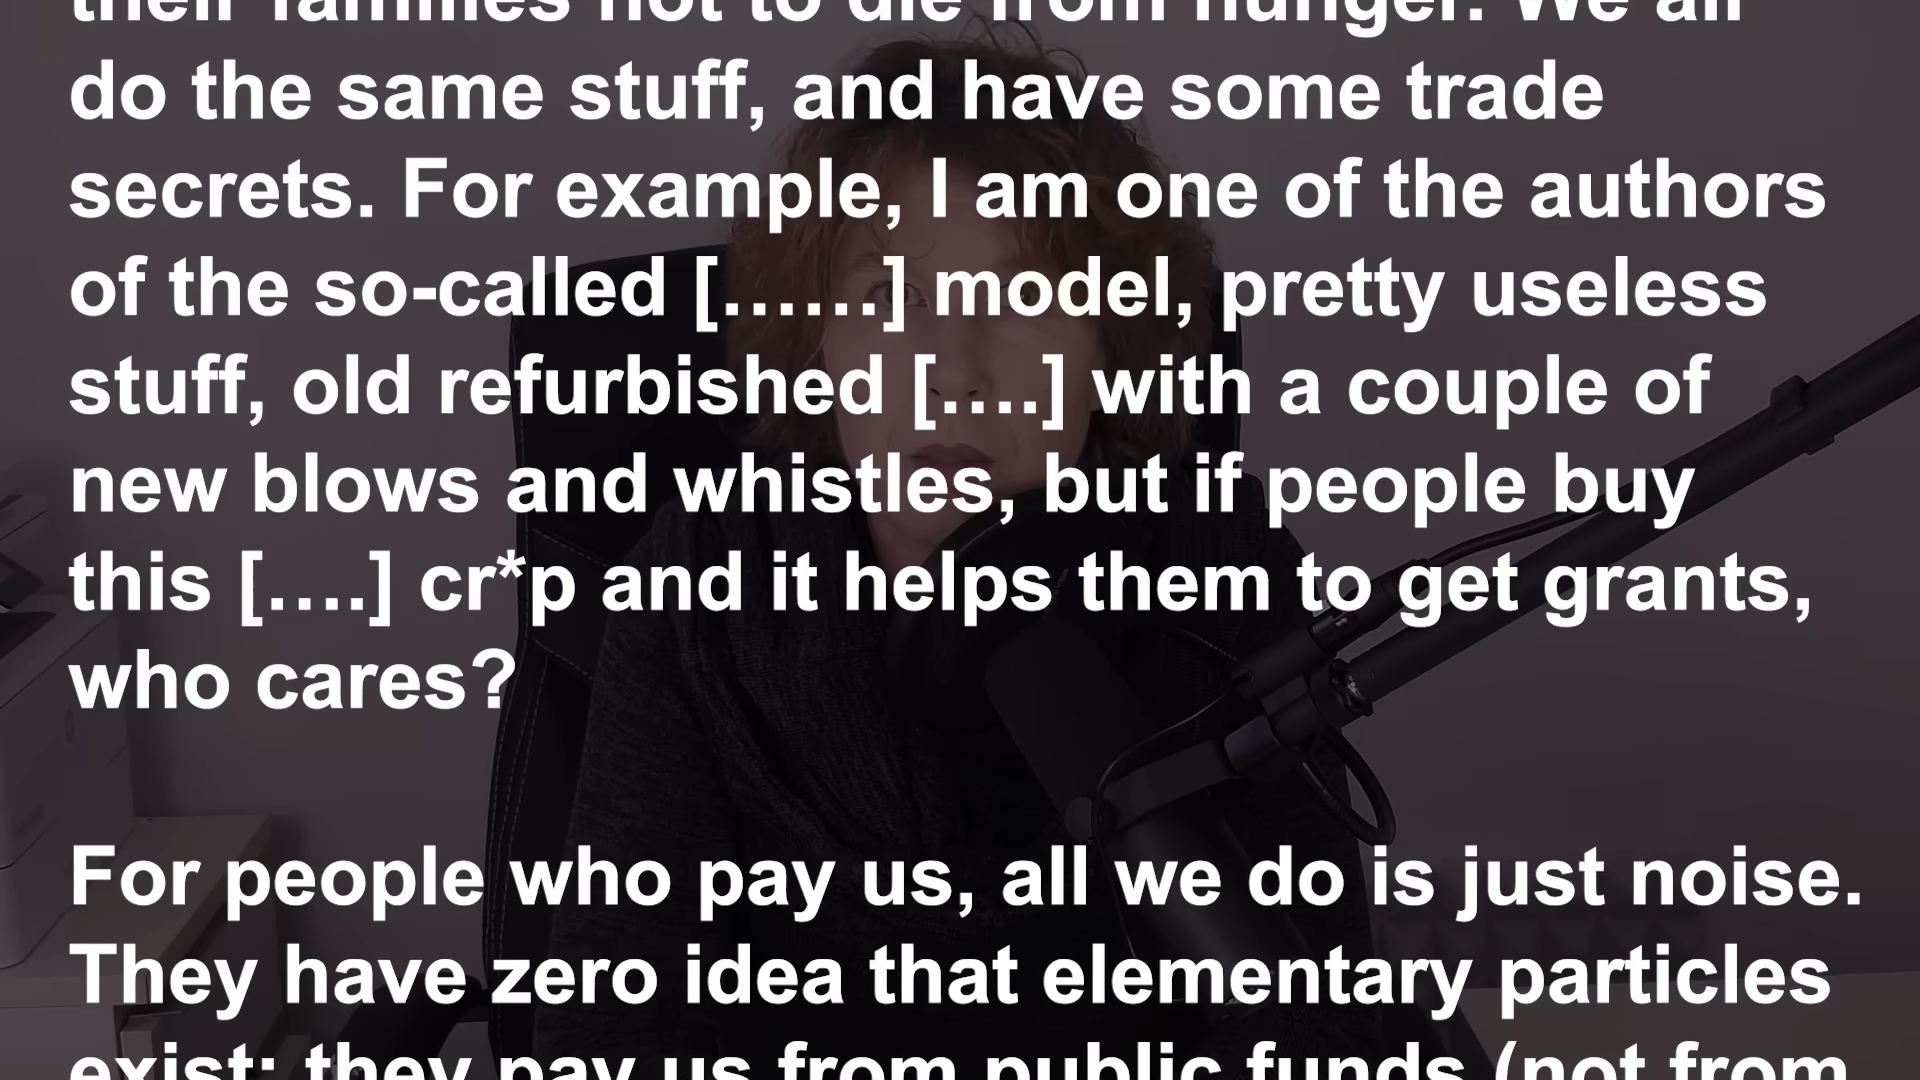 their families not to die from hunger. We all
do the same stuff, and have some trade
secrets. For example, I am one of the authors
of the so-called [……] model, pretty useless
stuff, old refurbished [….] with a couple of
new blows and whistles, but if people buy
this [….] cr*p and it helps them to get grants,
who cares?
For people who pay us, all we do is just noise.
They have zero idea that elementary particles
exist; they pay us from public funds (not from